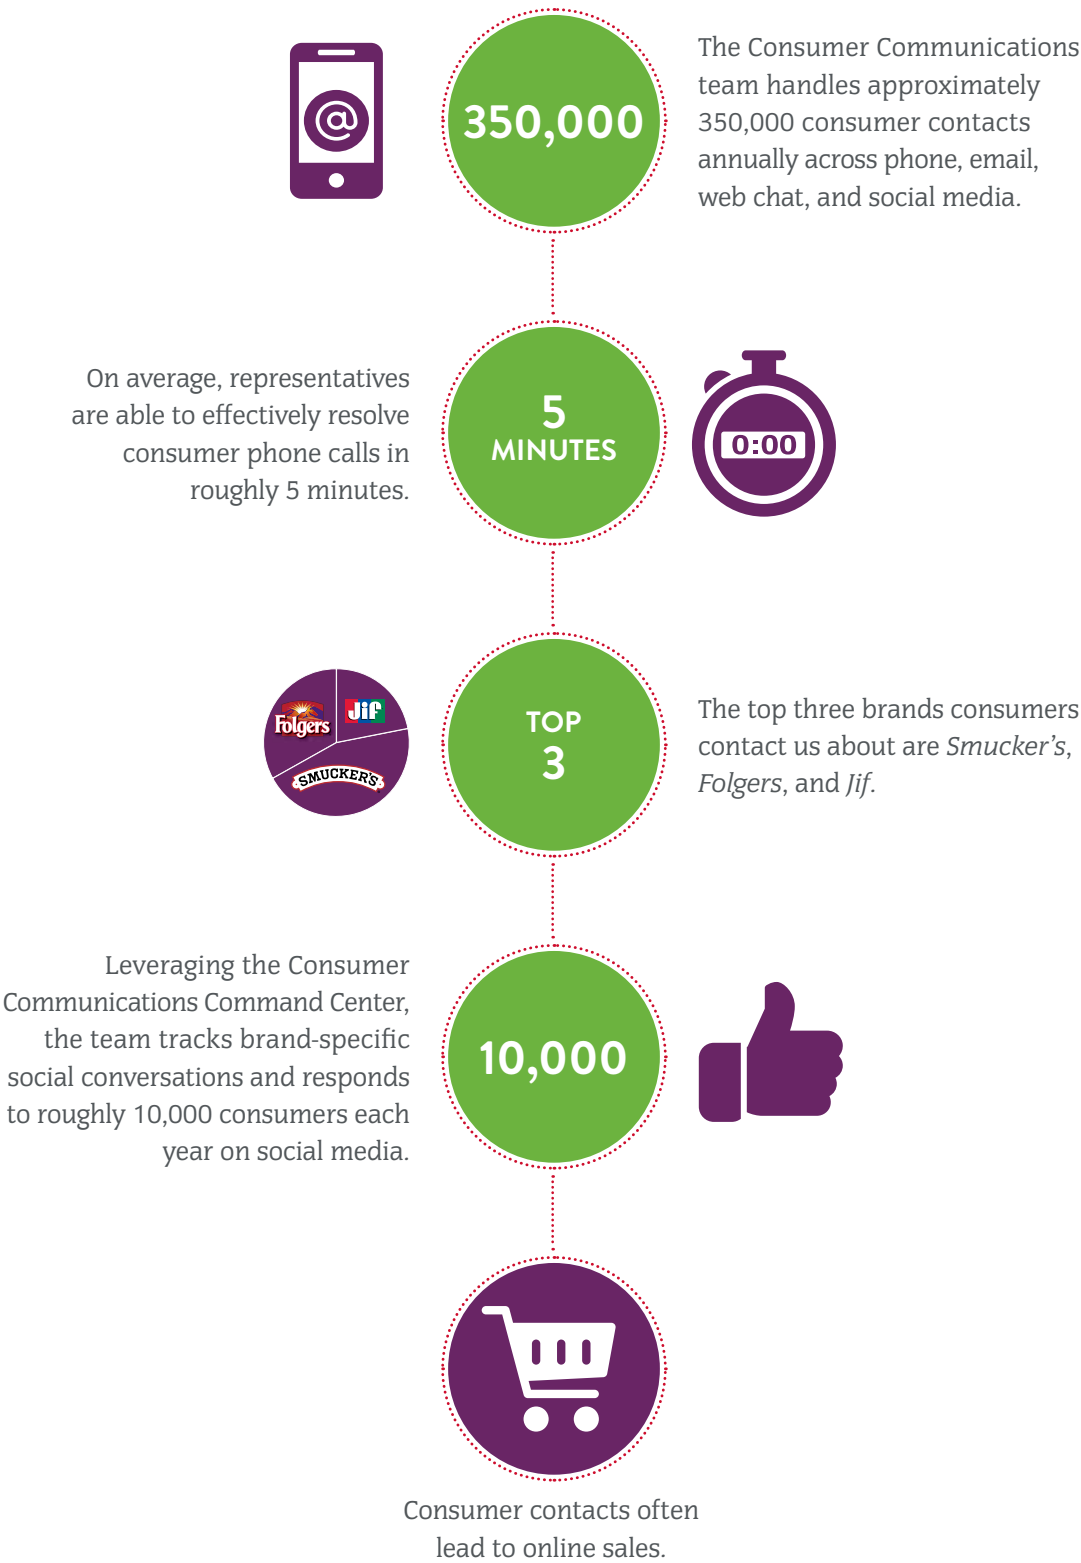 @
350,000
The Consumer Communications
team handles approximately
350,000 consumer contacts
annually across phone, email,
web chat, and social media.
On average, representatives
are able to effectively resolve
consumer phone calls in
roughly 5 minutes.
5
MINUTES
0:00
Folgers
Jif
SMUCKER'S
TOP
3
The top three brands consumers
contact us about are Smucker’s,
Folgers, and Jif.
Leveraging the Consumer
Communications Command Center,
the team tracks brand-specific
social conversations and responds
to roughly 10,000 consumers each
year on social media.
10,000
Consumer contacts often
lead to online sales.